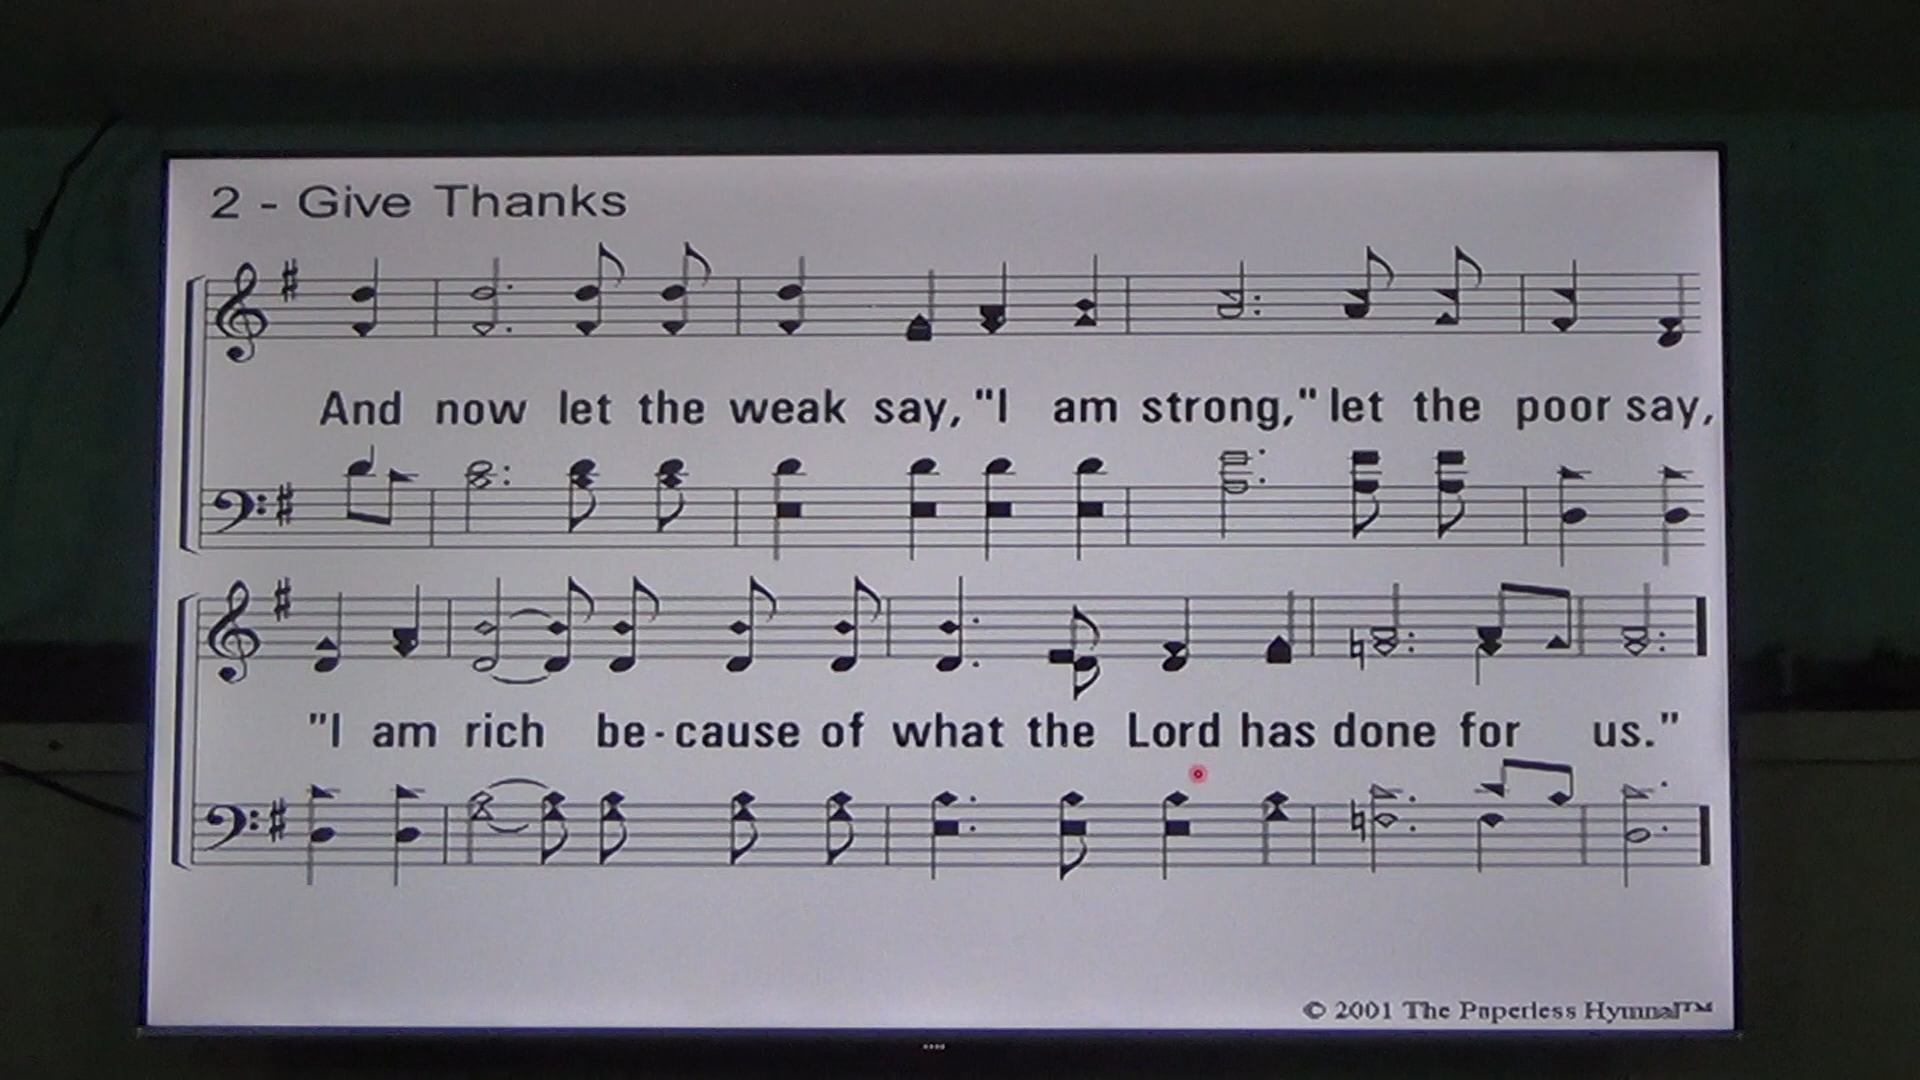 2 - Give Thanks
And now let the weak say, "I am strong," let the poor say,
"I am rich be-cause of what the Lord has done for us."
© 2001 The Paperless Hymnal™